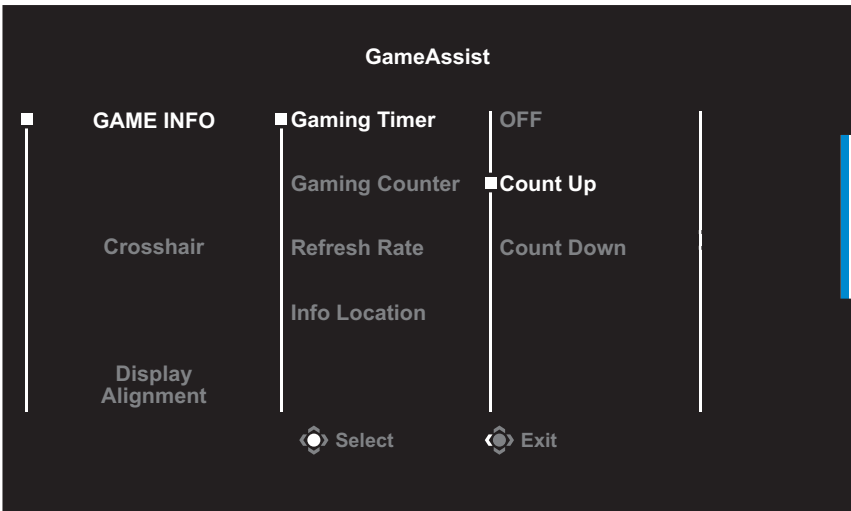 GameAssist
GAME INFO
Gaming Timer
OFF
Gaming Counter
Count Up
Crosshair
Refresh Rate
Count Down
Info Location
Display
Alignment
Select
Exit